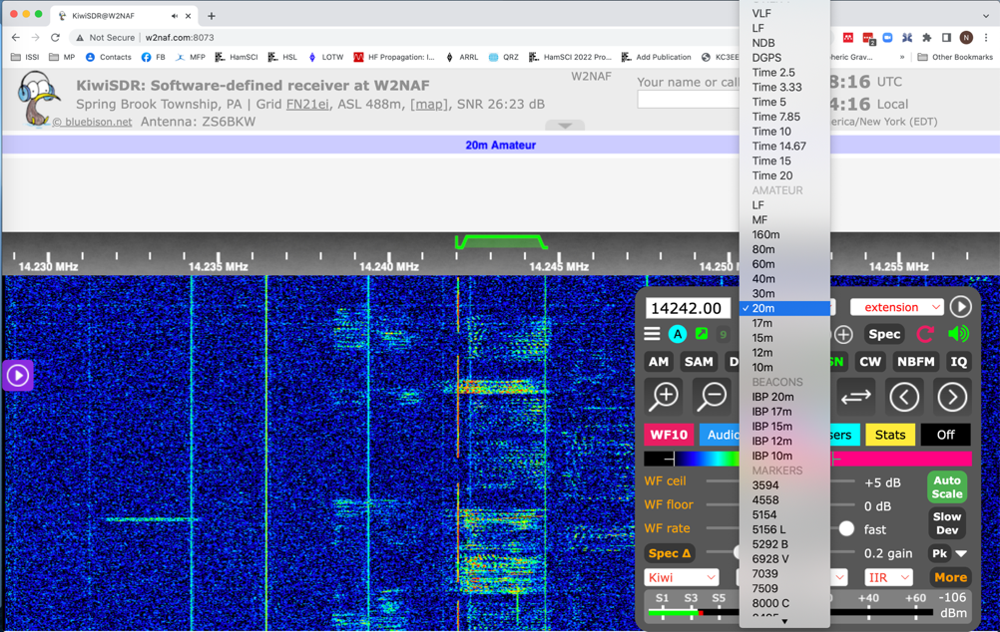 KiwiSDR@W2NAF
Not Secure | w2naf.com:8073
N
ISSI MP Contacts FB MFP HamSCI HSL LOTW HF Propagation: I... ARRL QRZ HamSCI 2022 Pro... Add Publication KC3EE
pheric Grav... » Other Bookmarks
KiwiSDR: Software-defined receiver at W2NAF
Spring Brook Township, PA | Grid FN21ei, ASL 488m, [map], SNR 26:23 dB
© bluebison.net Antenna: ZS6BKW
W2NAF
Your name or call
8:16 UTC
4:16 Local
erica/New York (EDT)
20m Amateur
14.230 MHz 14.235 MHz 14.240 MHz 14.245 MHz 14.250 14.255 MHz
VLF
LF
NDB
DGPS
Time 2.5
Time 3.33
Time 5
Time 7.85
Time 10
Time 14.67
Time 15
Time 20
AMATEUR
LF
MF
160m
80m
60m
40m
30m
✓ 20m
17m
15m
12m
10m
BEACONS
IBP 20m
IBP 17m
IBP 15m
IBP 12m
IBP 10m
MARKERS
3594
4558
5154
5156 L
5292 B
6928 V
7039
7509
8000 C
14242.00 extension
A 9 Spec
AM SAM D SN CW NBFM IQ
WF10 Audio sers Stats Off
WF ceil +5 dB Auto Scale
WF floor 0 dB
WF rate fast Slow Dev
Spec Δ 0.2 gain Pk
Kiwi IIR More
S1 S3 S5 +40 +60 -106 dBm